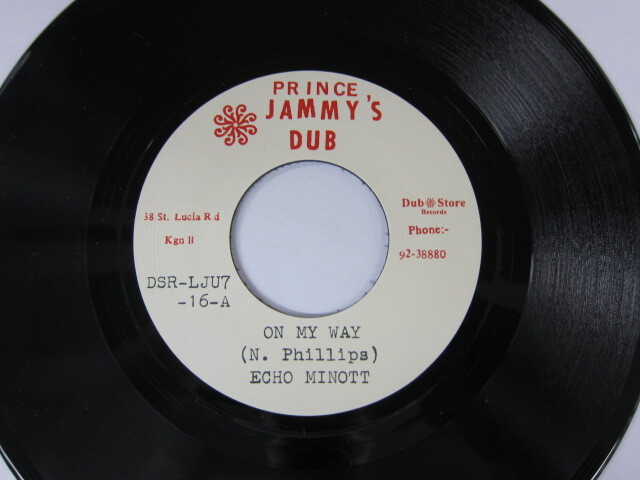 PRINCE
JAMMY'S
DUB
38 St. Lucia Rd
Kgn 11
Dub Store
Records
Phone:-
92-38880
DSR-LJU7
-16-A
ON MY WAY
(N. Phillips)
ECHO MINOTT